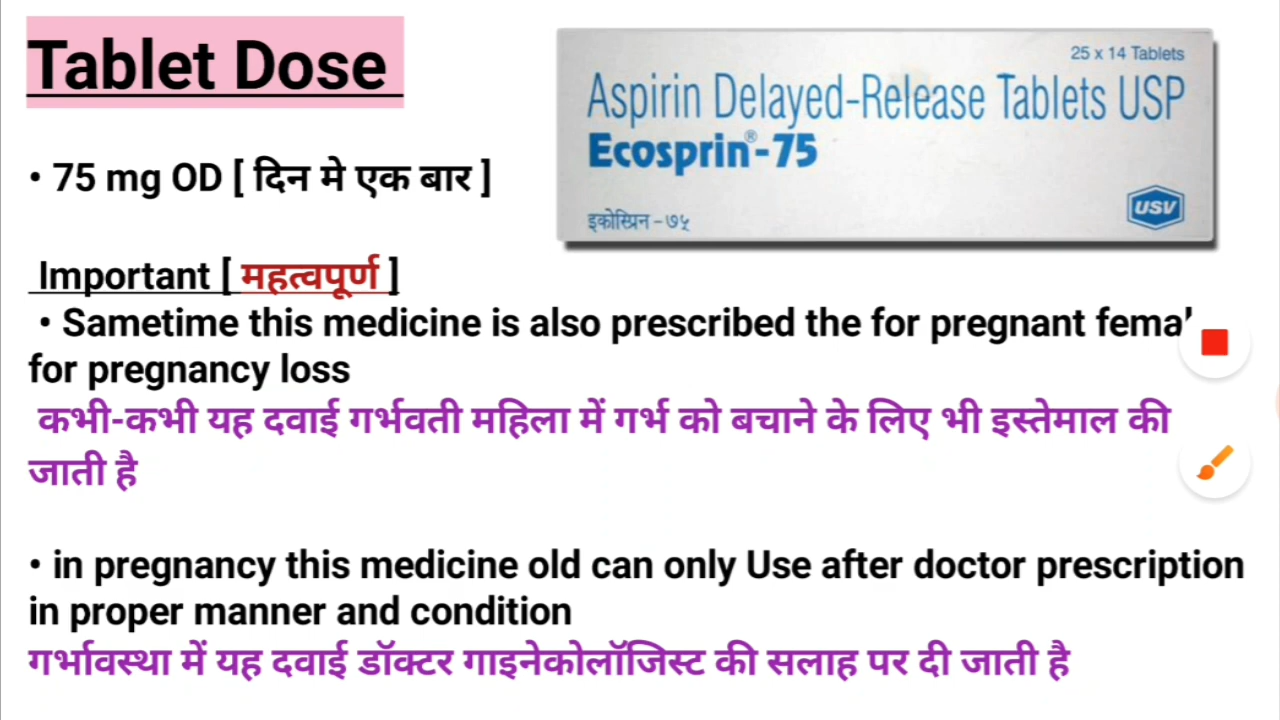 Tablet Dose
25 x 14 Tablets
Aspirin Delayed-Release Tablets USP
Ecosprin®-75
इकोस्प्रिन - ७५
USV
• 75 mg OD [ दिन मे एक बार ]
Important [ महत्वपूर्ण ]
• Sametime this medicine is also prescribed the for pregnant
for pregnancy loss
कभी-कभी यह दवाई गर्भवती महिला में गर्भ को बचाने के लिए भी इस्तेमाल की
जाती है
• in pregnancy this medicine old can only Use after doctor prescription
in proper manner and condition
गर्भावस्था में यह दवाई डॉक्टर गाइनेकोलॉजिस्ट की सलाह पर दी जाती है